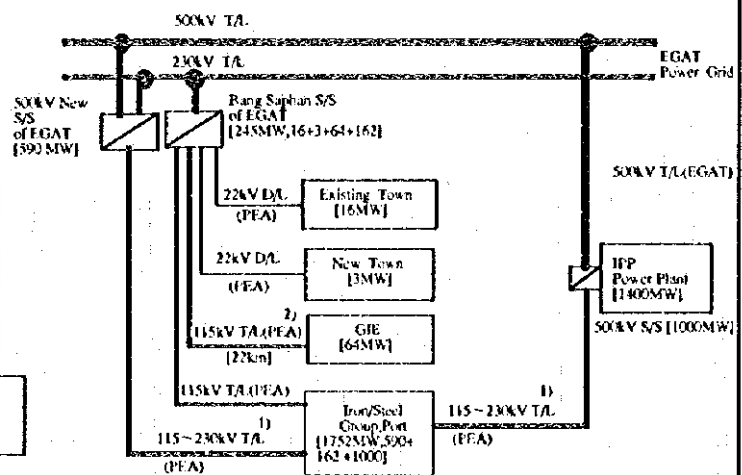 500kV T/L
230kV T/L
EGAT
Power Grid
500kV New
S/S
of EGAT
[590 MW]
Bang Saphan S/S
of EGAT
[245MW,16+3+64+162]
500kV T/L(EGAT)
22kV D/L
(PEA)
Existing Town
[16MW]
22kV D/L
(PEA)
New Town
[3MW]
IPP
Power Plant
[1400MW]
500kV S/S [1000MW]
2)
115kV T/L(PEA)
[22km]
GIE
[64MW]
115kV T/L(PEA)
1)
115~230kV T/L
(PEA)
Iron/Steel
Group,Port
[1752MW,590+
162+1000]
1)
115~230kV T/L
(PEA)